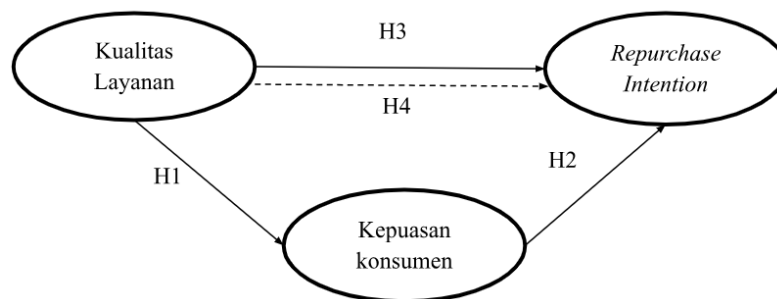 Kualitas
Layanan
H3
Repurchase
Intention
H4
H1
H2
Kepuasan
konsumen